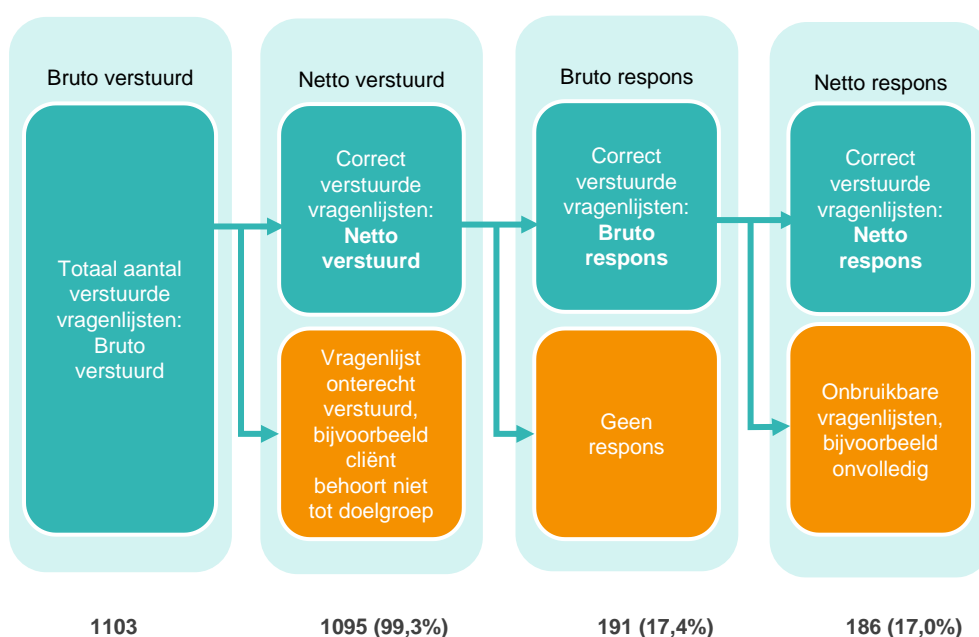 Bruto verstuurd
Totaal aantal
verstuurde
vragenlijsten:
Bruto
verstuurd
1103
Netto verstuurd
Correct
verstuurde
vragenlijsten:
Netto
verstuurd
Vragenlijst
onterecht
verstuurd,
bijvoorbeeld
cliënt
behoort niet
tot doelgroep
1095 (99,3%)
Bruto respons
Correct
verstuurde
vragenlijsten:
Bruto
respons
Geen
respons
191 (17,4%)
Netto respons
Correct
verstuurde
vragenlijsten:
Netto
respons
Onbruikbare
vragenlijsten,
bijvoorbeeld
onvolledig
186 (17,0%)